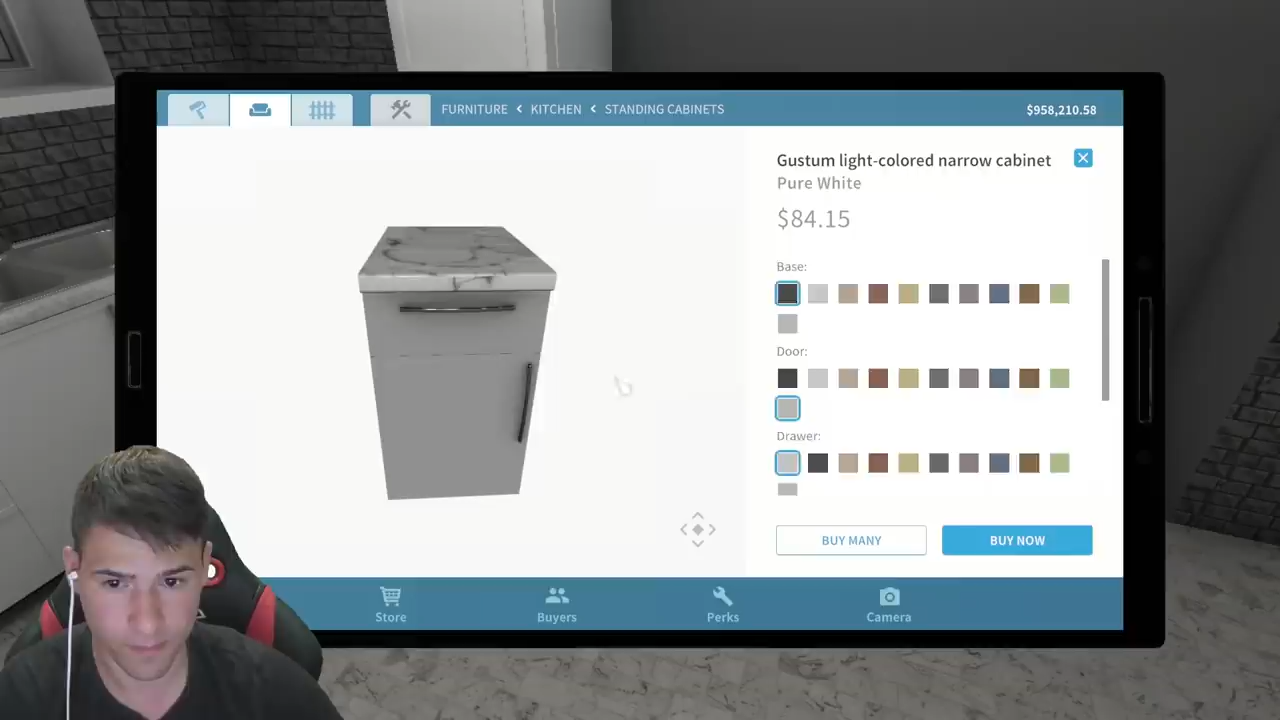 FURNITURE < KITCHEN < STANDING CABINETS
$958,210.58
Gustum light-colored narrow cabinet
Pure White
$84.15
Base:
Door:
Drawer:
BUY MANY
BUY NOW
Store
Buyers
Perks
Camera